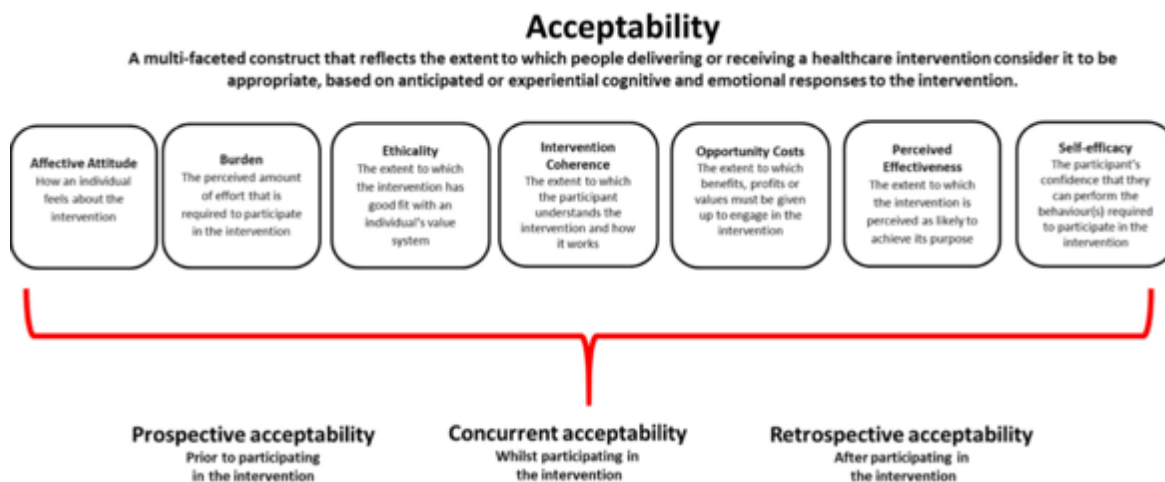 Acceptability
A multi-faceted construct that reflects the extent to which people delivering or receiving a healthcare intervention consider it to be
appropriate, based on anticipated or experiential cognitive and emotional responses to the intervention.
Affective Attitude
How an individual
feels about the
intervention
Burden
The perceived amount
of effort that is
required to participate
in the intervention
Ethicality
The extent to which
the intervention has
good fit with an
individual's value
system
Intervention
Coherence
The extent to which
the participant
understands the
intervention and how
it works
Opportunity Costs
The extent to which
benefits, profits or
values must be given
up to engage in the
intervention
Perceived
Effectiveness
The extent to which
the intervention is
perceived as likely to
achieve its purpose
Self-efficacy
The participant's
confidence that they
can perform the
behaviour(s) required
to participate in the
intervention
Prospective acceptability
Prior to participating
in the intervention
Concurrent acceptability
Whilst participating in
the intervention
Retrospective acceptability
After participating in
the intervention